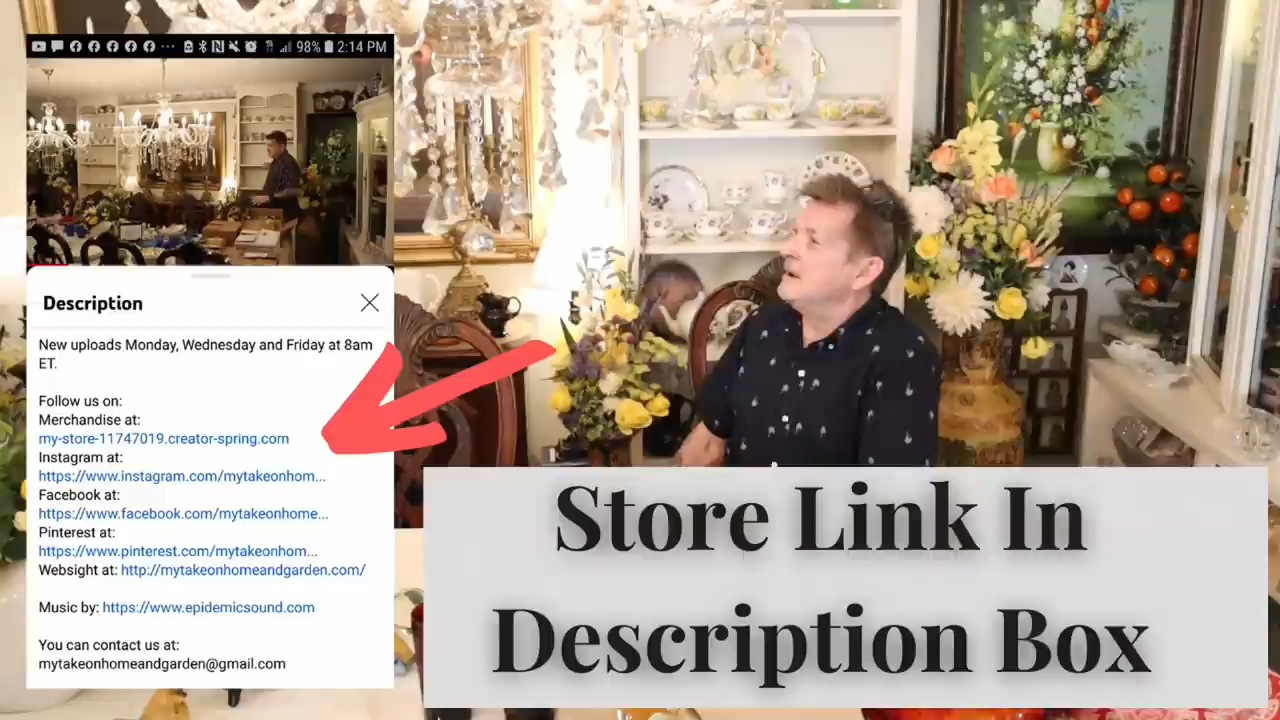 98% 2:14 PM
Description
New uploads Monday, Wednesday and Friday at 8am
ET.
Follow us on:
Merchandise at:
my-store-11747019.creator-spring.com
Instagram at:
https://www.instagram.com/mytakeonhom...
Facebook at:
https://www.facebook.com/mytakeonhome...
Pinterest at:
https://www.pinterest.com/mytakeonhom...
Websight at: http://mytakeonhomeandgarden.com/
Music by: https://www.epidemicsound.com
You can contact us at:
mytakeonhomeandgarden@gmail.com
Store Link In
Description Box